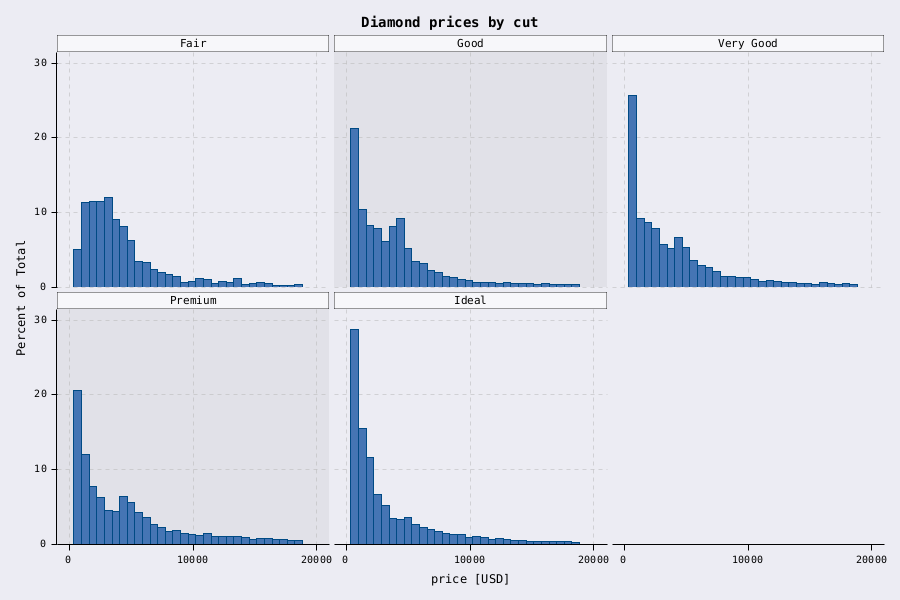 Diamond prices by cut
Fair
Good
Very Good
30
20
10
0
Premium
Ideal
30
20
10
0
0 10000 20000
0 10000 20000
0 10000 20000
Percent of Total
price [USD]